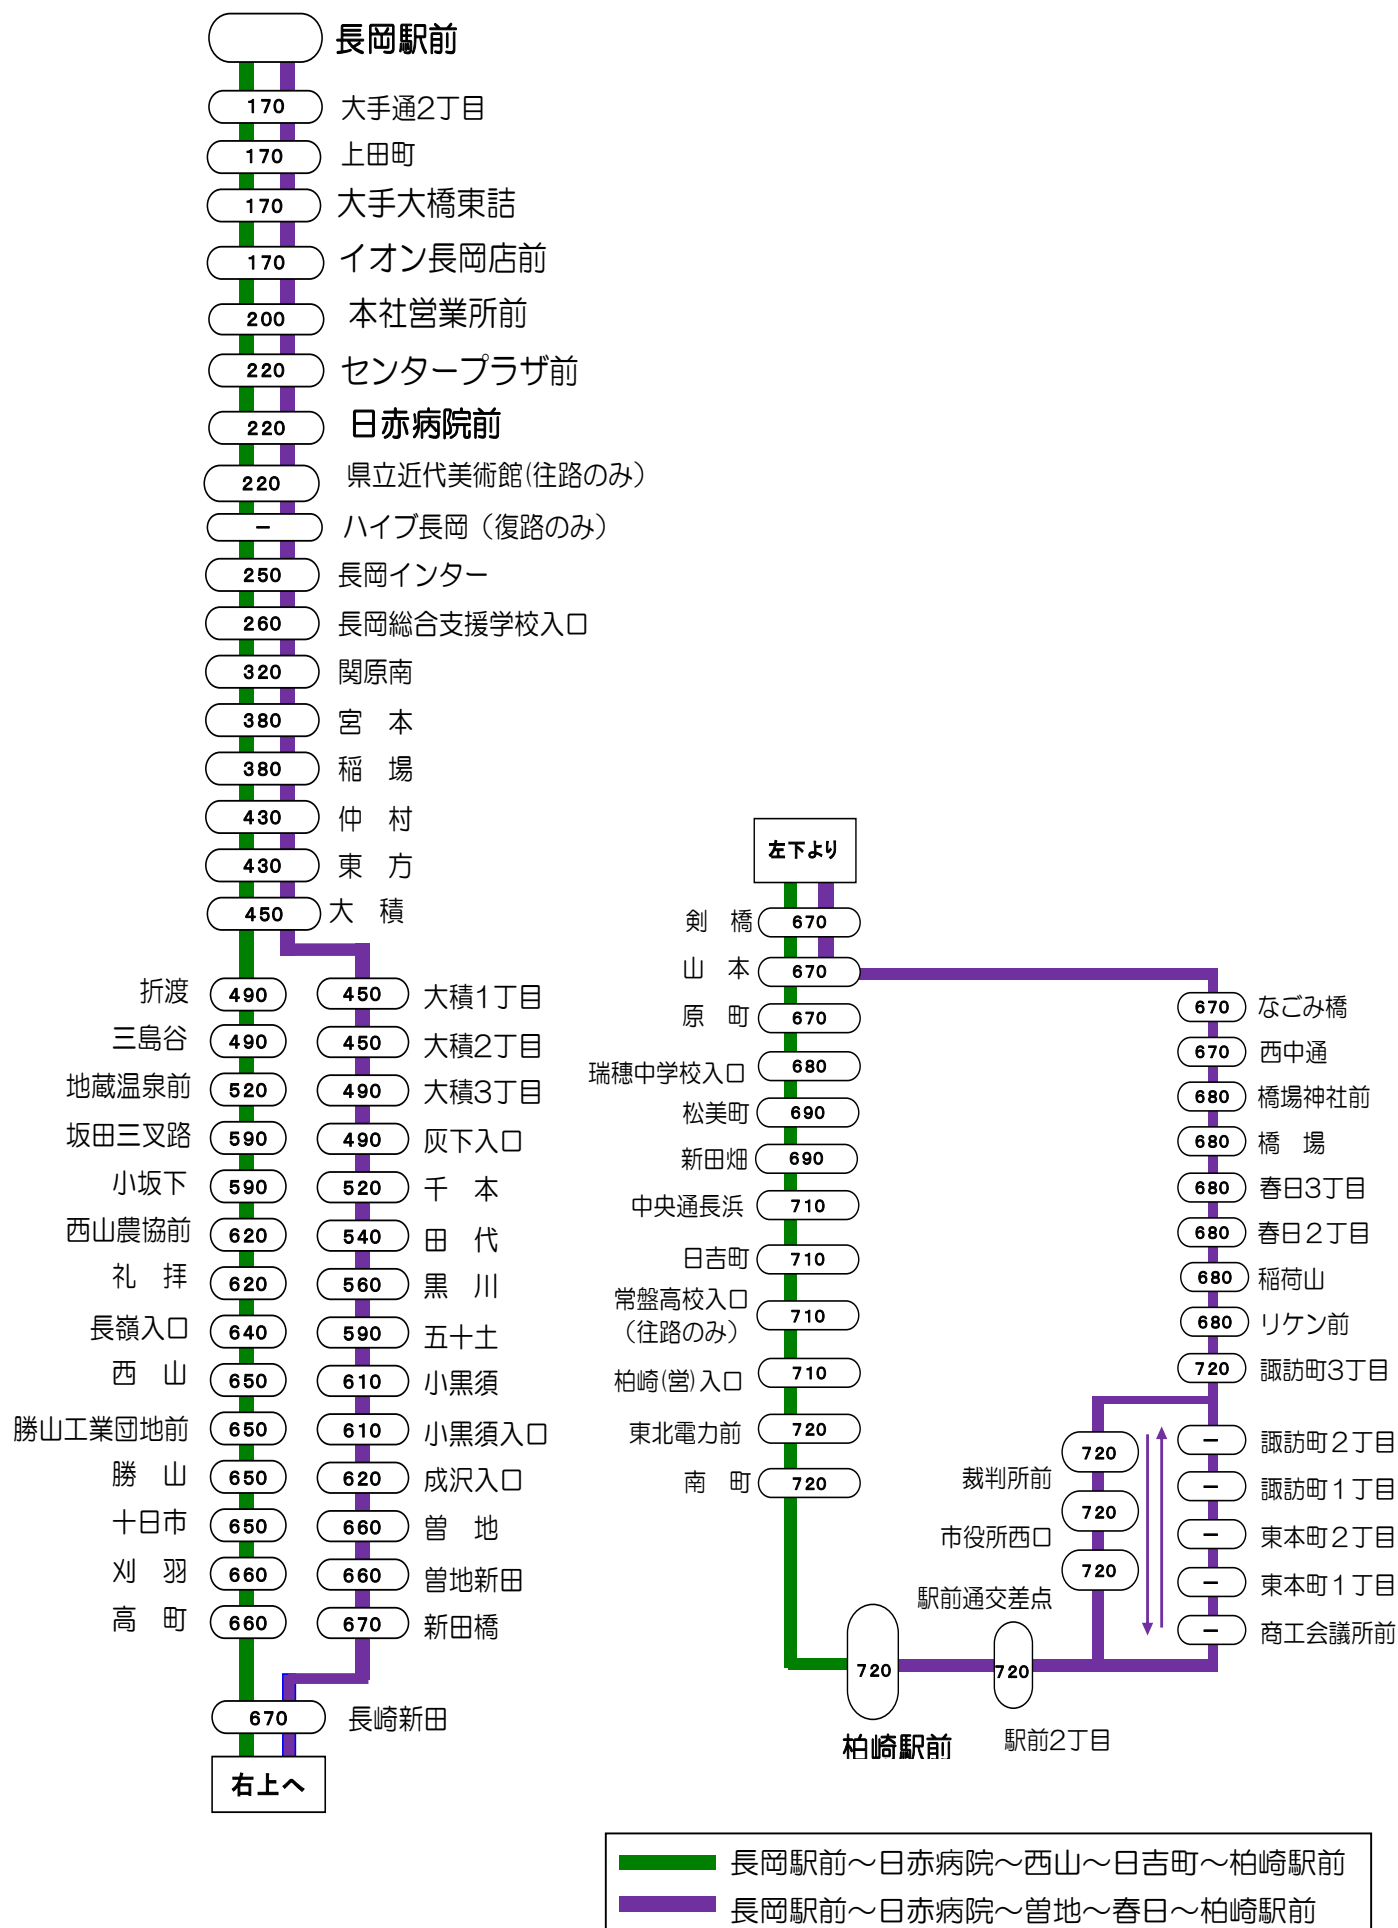 長岡駅前
170 大手通2丁目
170 上田町
170 大手大橋東詰
170 イオン長岡店前
200 本社営業所前
220 センタープラザ前
220 日赤病院前
220 県立近代美術館(往路のみ)
－ ハイブ長岡（復路のみ）
250 長岡インター
260 長岡総合支援学校入口
320 関原南
380 宮　本
380 稲　場
430 仲　村
430 東　方
450 大　積
折渡 490 450 大積1丁目
三島谷 490 450 大積2丁目
地蔵温泉前 520 490 大積3丁目
坂田三叉路 590 490 灰下入口
小坂下 590 520 千　本
西山農協前 620 540 田　代
礼　拝 620 560 黒　川
長嶺入口 640 590 五十土
西　山 650 610 小黒須
勝山工業団地前 650 610 小黒須入口
勝　山 650 620 成沢入口
十日市 650 660 曽　地
刈　羽 660 660 曽地新田
高　町 660 670 新田橋
670 長崎新田
右上へ
左下より
剣　橋 670
山　本 670
原　町 670
瑞穂中学校入口 680
松美町 690
新田畑 690
中央通長浜 710
日吉町 710
常盤高校入口 710
（往路のみ）
柏崎(営)入口 710
東北電力前 720
南　町 720
720
柏崎駅前
670 なごみ橋
670 西中通
680 橋場神社前
680 橋　場
680 春日3丁目
680 春日２丁目
680 稲荷山
680 リケン前
720 諏訪町3丁目
720 裁判所前
720 市役所西口
720 駅前通交差点
－ 諏訪町２丁目
－ 諏訪町１丁目
－ 東本町２丁目
－ 東本町１丁目
－ 商工会議所前
720
駅前2丁目
長岡駅前～日赤病院～西山～日吉町～柏崎駅前
長岡駅前～日赤病院～曽地～春日～柏崎駅前